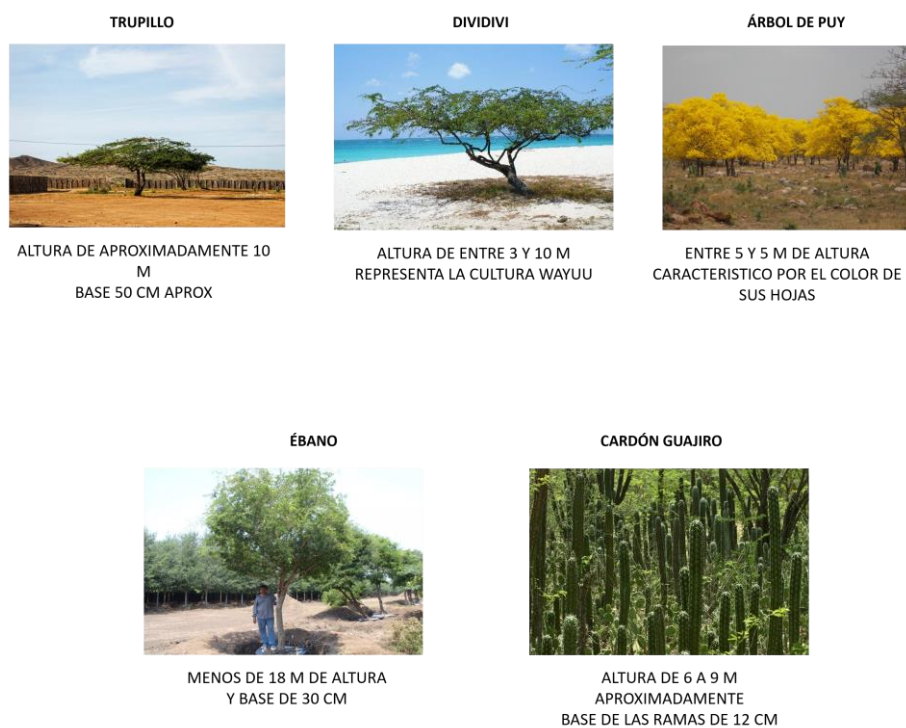 TRUPILLO
ALTURA DE APROXIMADAMENTE 10
M
BASE 50 CM APROX
DIVIDIVI
ALTURA DE ENTRE 3 Y 10 M
REPRESENTA LA CULTURA WAYUU
ÁRBOL DE PUY
ENTRE 5 Y 5 M DE ALTURA
CARACTERISTICO POR EL COLOR DE
SUS HOJAS
ÉBANO
MENOS DE 18 M DE ALTURA
Y BASE DE 30 CM
CARDÓN GUAJIRO
ALTURA DE 6 A 9 M
APROXIMADAMENTE
BASE DE LAS RAMAS DE 12 CM